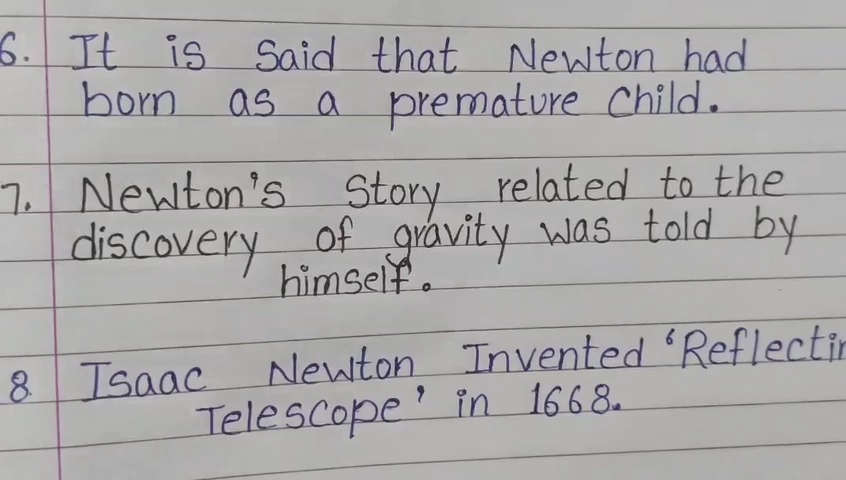 6. It is Said that Newton had
born as a premature child.
7. Newton's Story related to the
discovery of gravity was told by
himself.
8. Isaac Newton Invented 'Reflectin
Telescope' in 1668.